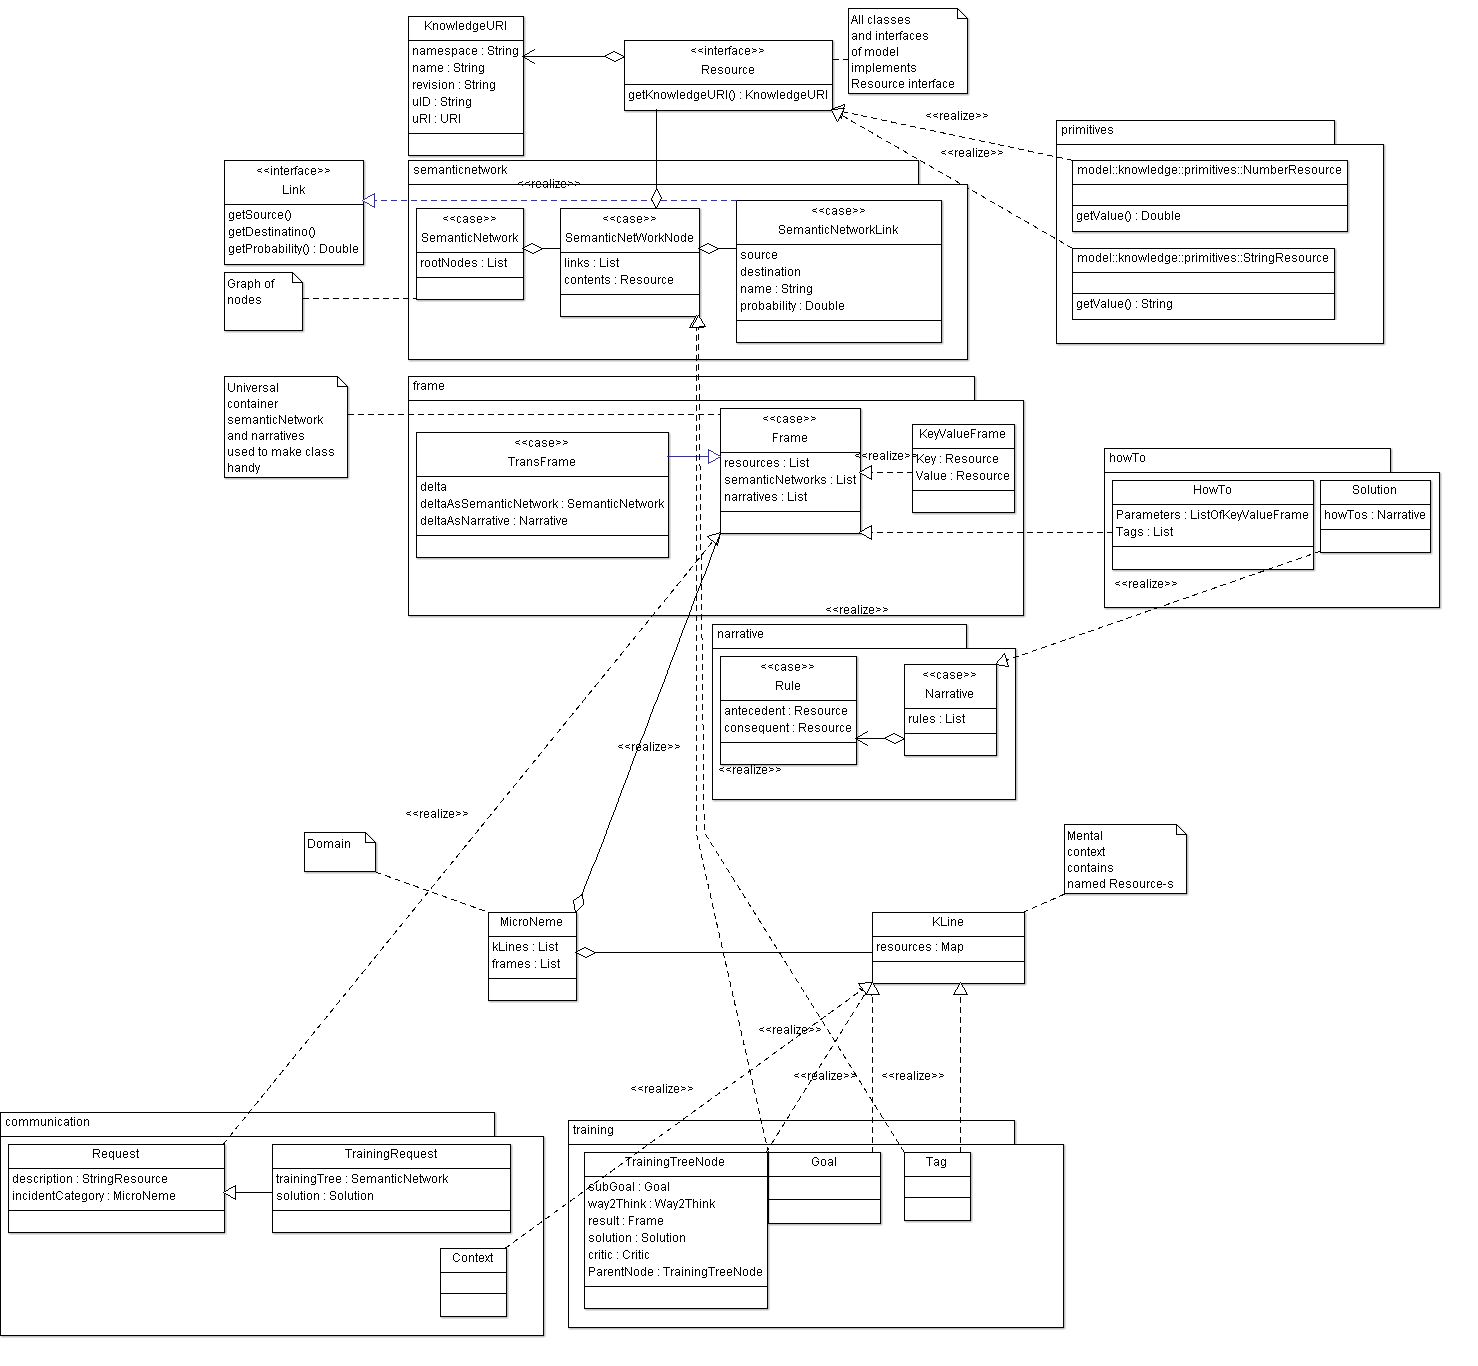 KnowledgeURI
namespace : String
name : String
revision : String
uID : String
uRI : URI
<<interface>>
Resource
getKnowledgeURI() : KnowledgeURI
All classes
and interfaces
of model
implements
Resource interface
<<realize>>
<<realize>>
primitives
model::knowledge::primitives::NumberResource
getValue() : Double
model::knowledge::primitives::StringResource
getValue() : String
<<interface>>
Link
getSource()
getDestinatino()
getProbability() : Double
semanticnetwork
<<realize>>
<<case>>
SemanticNetwork
rootNodes : List
<<case>>
SemanticNetWorkNode
links : List
contents : Resource
<<case>>
SemanticNetworkLink
source
destination
name : String
probability : Double
Graph of
nodes
Universal
container
semanticNetwork
and narratives
used to make class
handy
frame
<<case>>
TransFrame
delta
deltaAsSemanticNetwork : SemanticNetwork
deltaAsNarrative : Narrative
<<case>>
Frame
resources : List
semanticNetworks : List
narratives : List
<<realize>>
KeyValueFrame
Key : Resource
Value : Resource
howTo
HowTo
Parameters : ListOfKeyValueFrame
Tags : List
Solution
howTos : Narrative
<<realize>>
<<realize>>
narrative
<<case>>
Rule
antecedent : Resource
consequent : Resource
<<case>>
Narrative
rules : List
<<realize>>
<<realize>>
<<realize>>
Domain
MicroNeme
kLines : List
frames : List
Mental
context
contains
named Resource-s
KLine
resources : Map
<<realize>>
<<realize>>
<<realize>>
<<realize>>
communication
Request
description : StringResource
incidentCategory : MicroNeme
TrainingRequest
trainingTree : SemanticNetwork
solution : Solution
Context
training
TrainingTreeNode
subGoal : Goal
way2Think : Way2Think
result : Frame
solution : Solution
critic : Critic
ParentNode : TrainingTreeNode
Goal
Tag